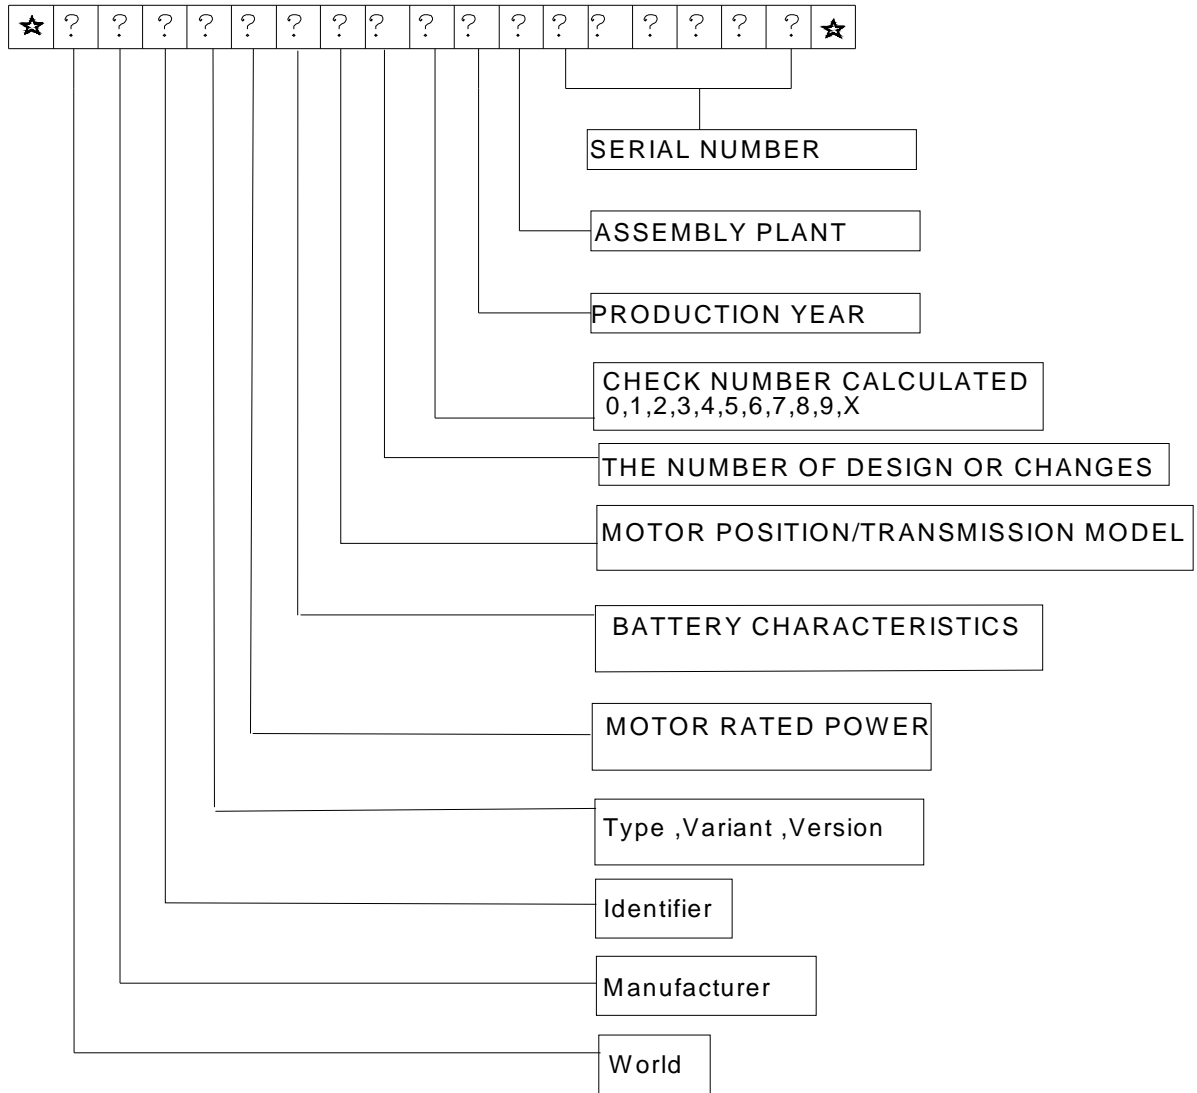 ☆ ? ? ? ? ? ? ? ? ? ? ? ? ? ? ? ? ? ☆
SERIAL NUMBER
ASSEMBLY PLANT
PRODUCTION YEAR
CHECK NUMBER CALCULATED
0,1,2,3,4,5,6,7,8,9,X
THE NUMBER OF DESIGN OR CHANGES
MOTOR POSITION/TRANSMISSION MODEL
BATTERY CHARACTERISTICS
MOTOR RATED POWER
Type ,Variant ,Version
Identifier
Manufacturer
World